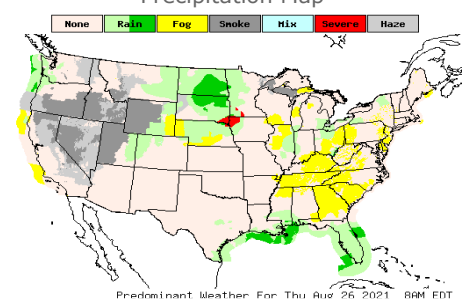 Precipitation Map
None Rain Fog Smoke Mix Severe Haze
Predominant Weather For Thu Aug 26 2021 8AM EDT